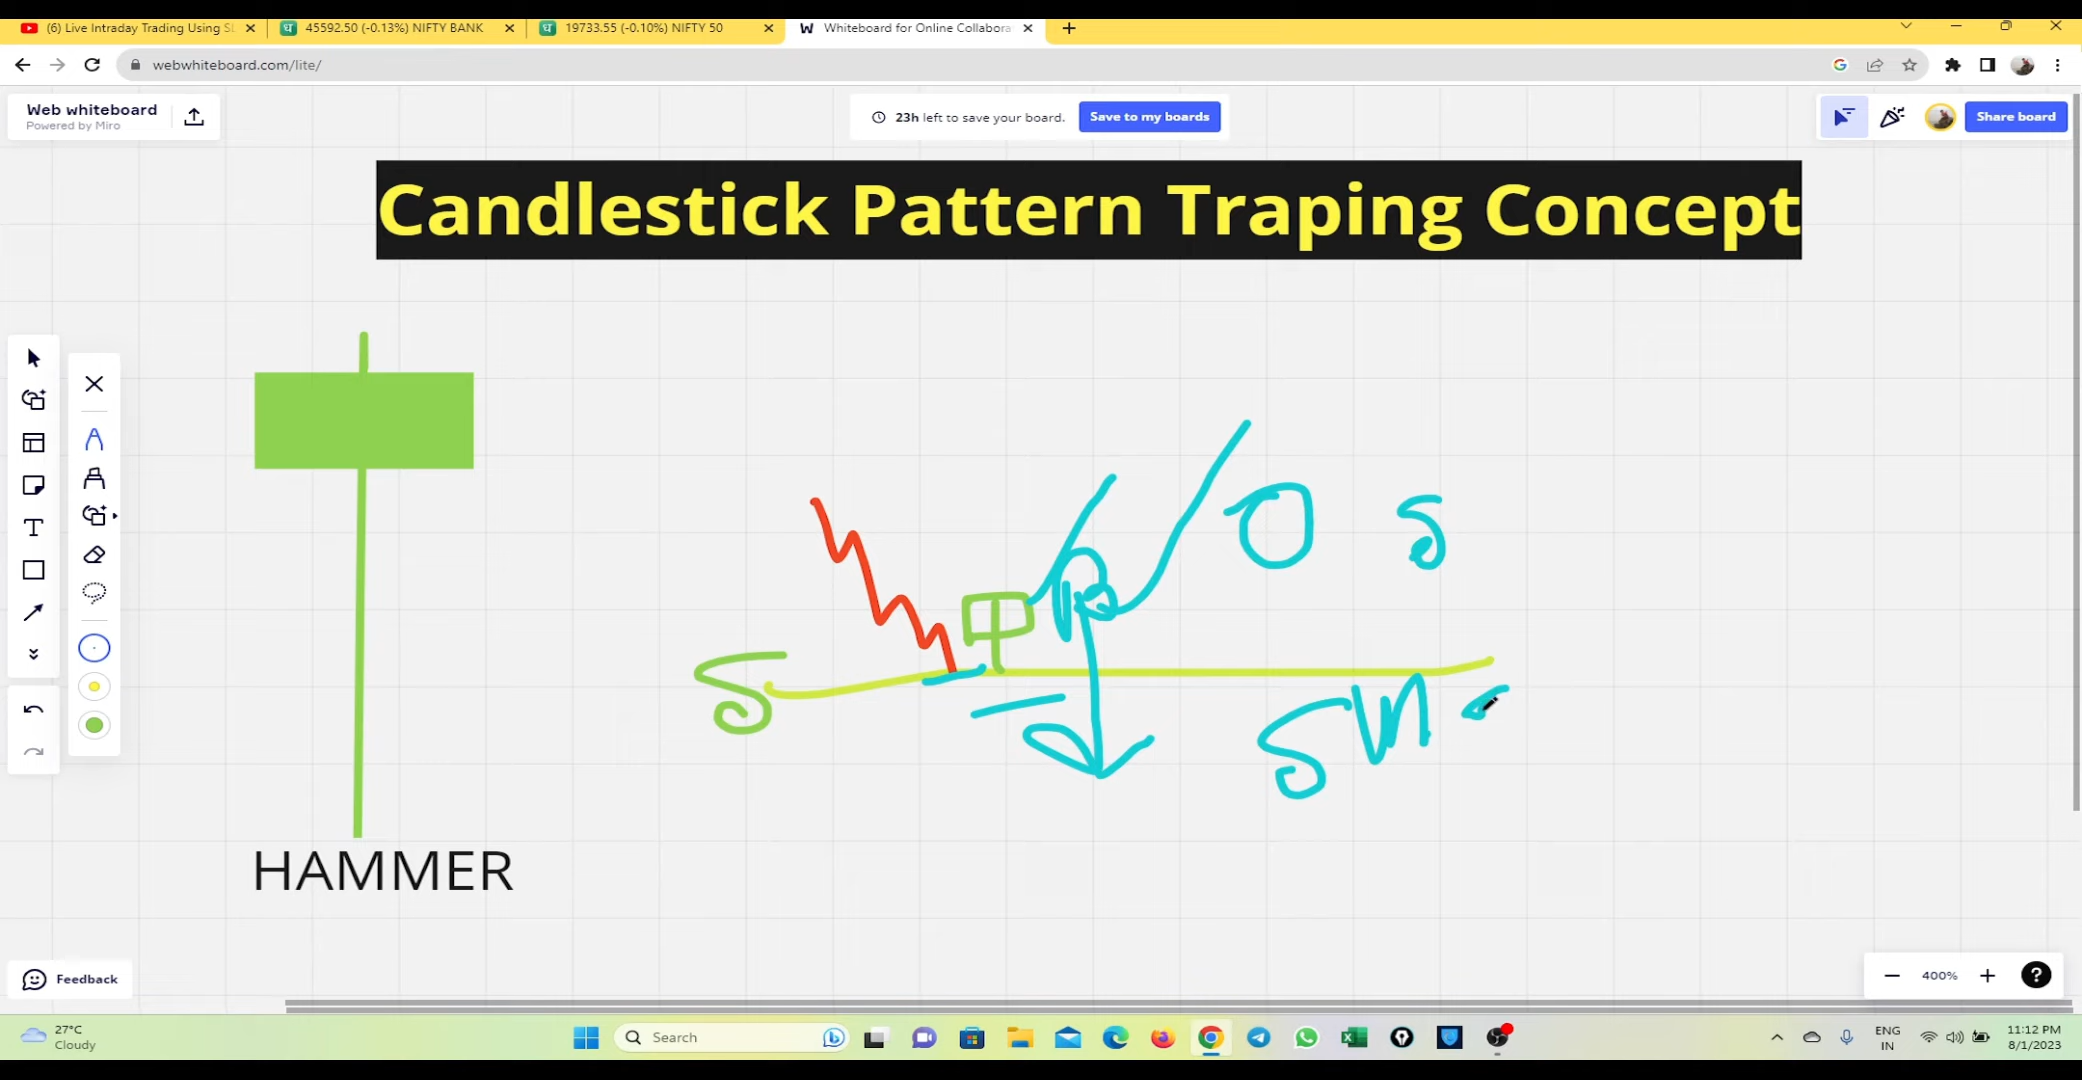 (6) Live Intraday Trading Using SL
45592.50 (-0.13%) NIFTY BANK
19733.55 (-0.10%) NIFTY 50
Whiteboard for Online Collabora
webwhiteboard.com/lite/
Web whiteboard
Powered by Miro
23h left to save your board.
Save to my boards
Share board
Candlestick Pattern Traping Concept
O S
S
SM
HAMMER
Feedback
400%
27°C
Cloudy
Search
ENG
IN
11:12 PM
8/1/2023